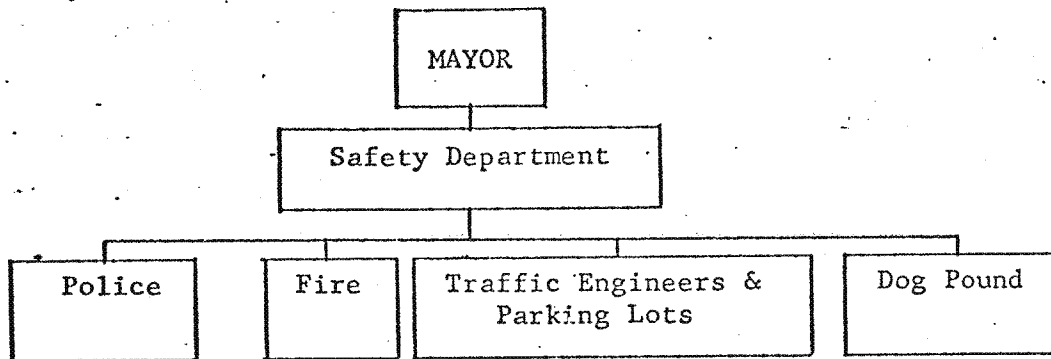 MAYOR
Safety Department
Police
Fire
Traffic Engineers &
Parking Lots
Dog Pound